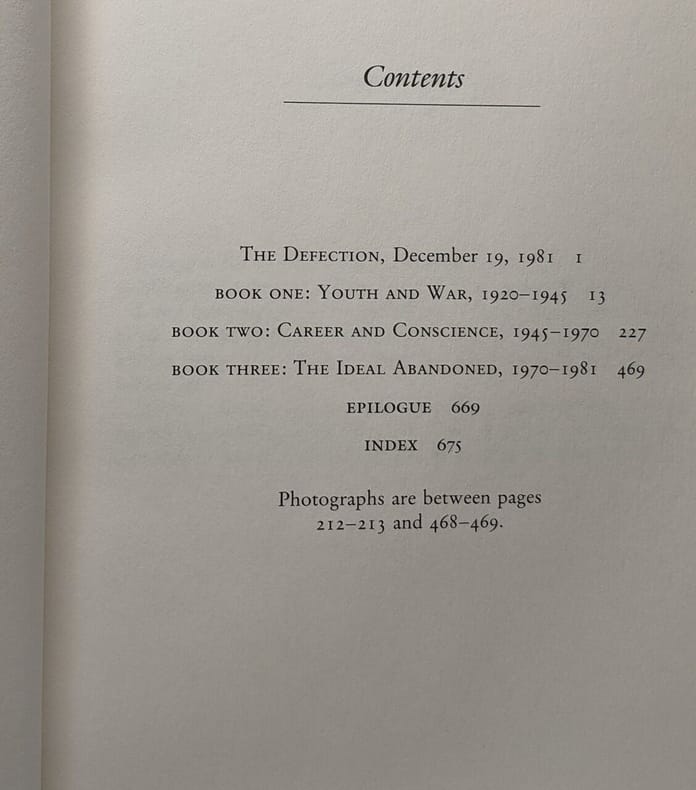 Contents
The Defection, December 19, 1981 1
BOOK ONE: Youth and War, 1920–1945 13
BOOK TWO: Career and Conscience, 1945–1970 227
BOOK THREE: The Ideal Abandoned, 1970–1981 469
EPILOGUE 669
INDEX 675
Photographs are between pages
212–213 and 468–469.